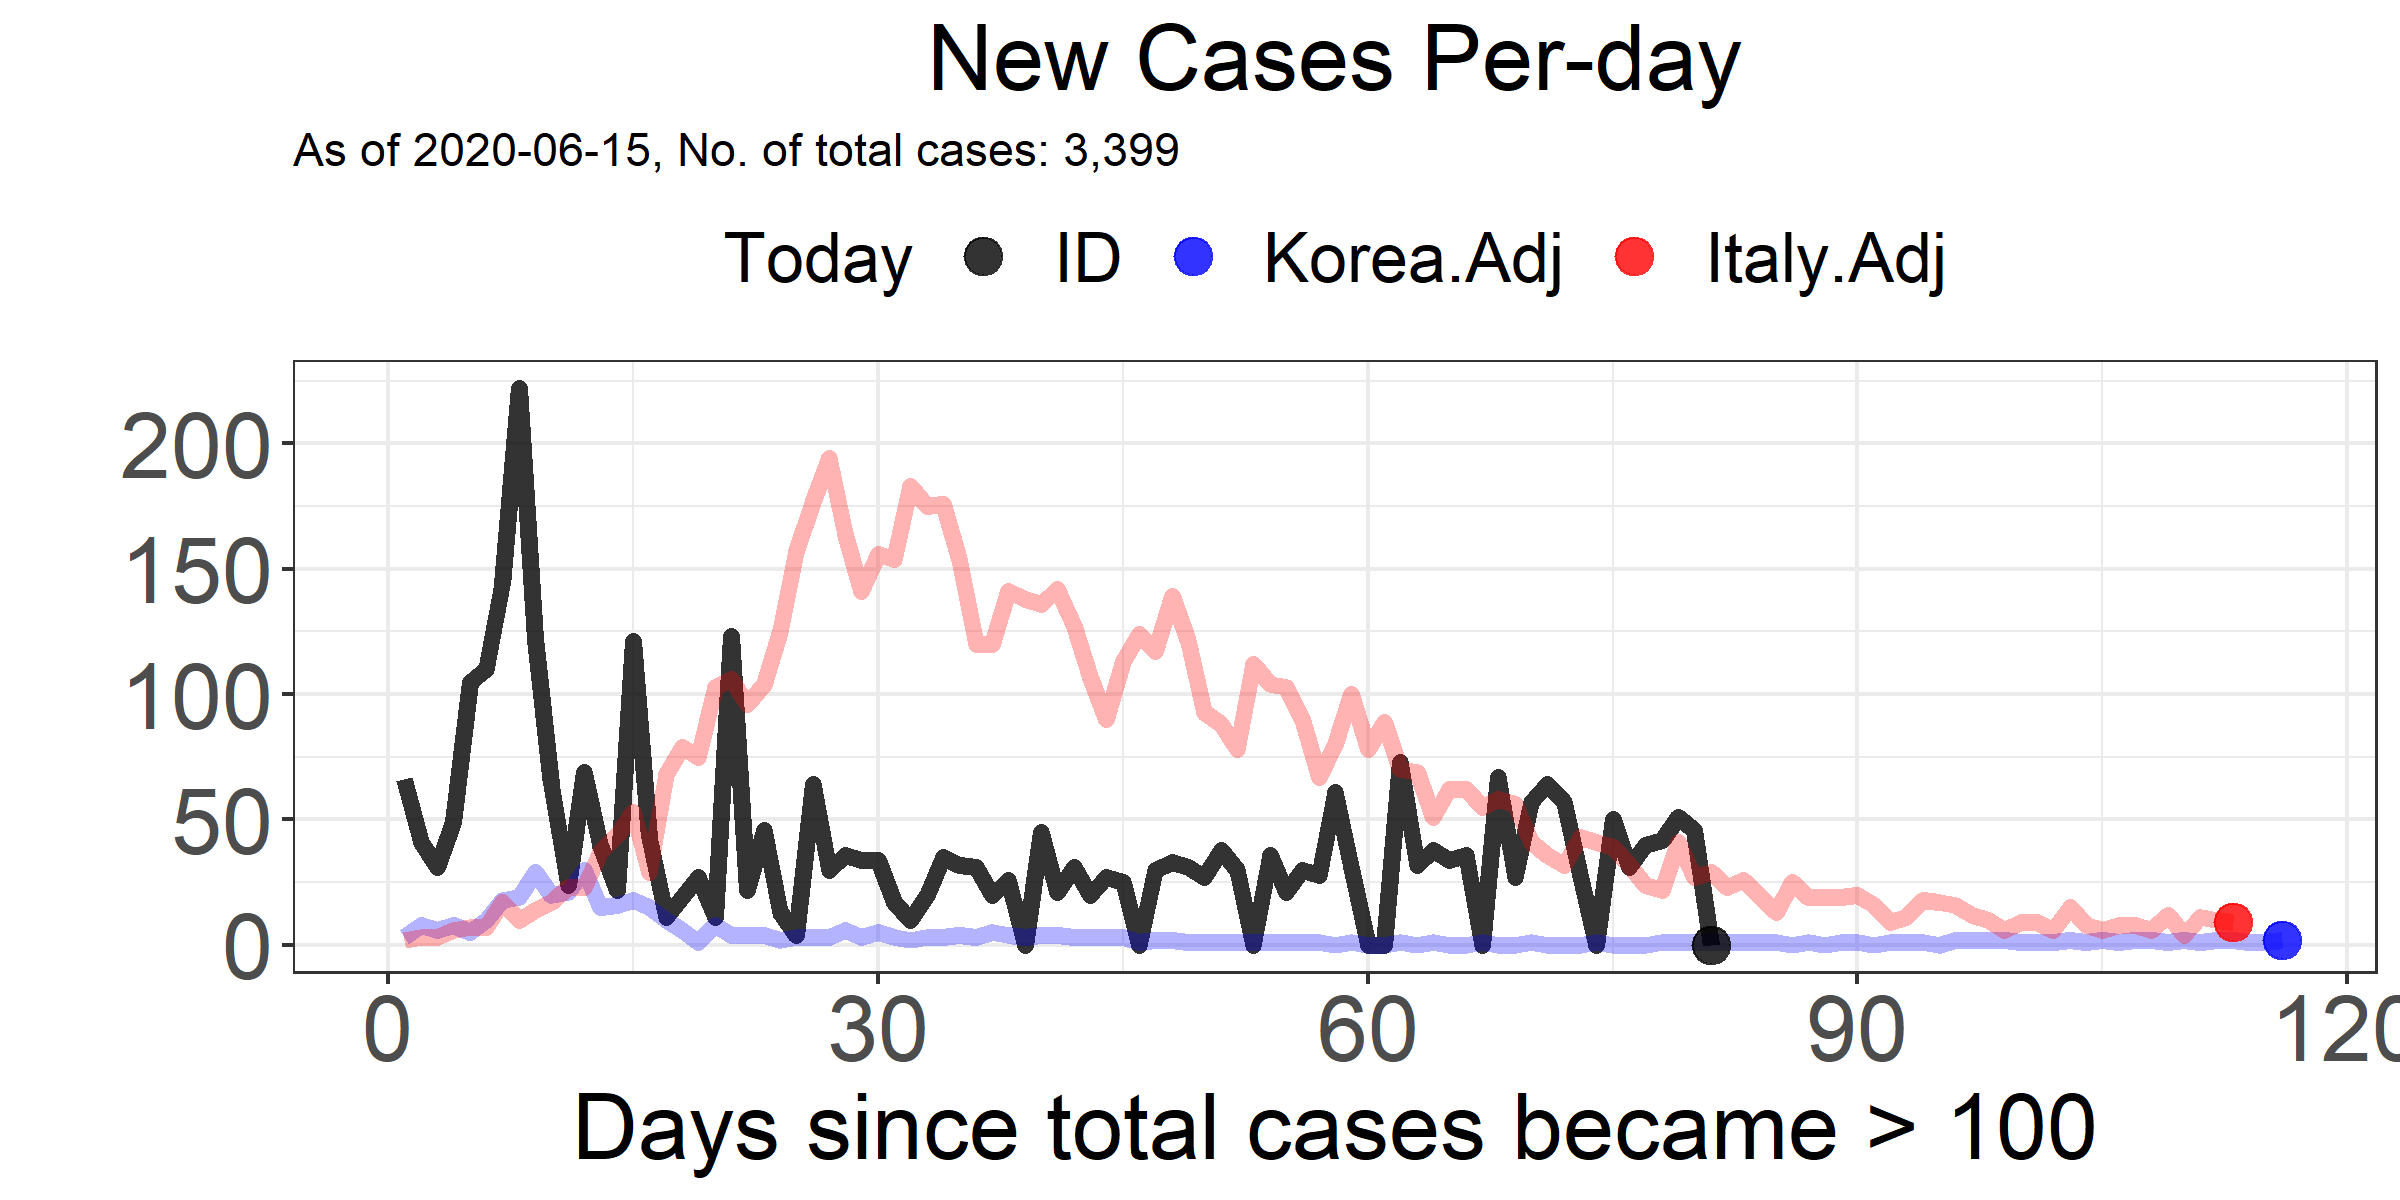 New Cases Per-day
As of 2020-06-15, No. of total cases: 3,399
Today ID Korea.Adj Italy.Adj
200
150
100
50
0
0 30 60 90 120
Days since total cases became > 100